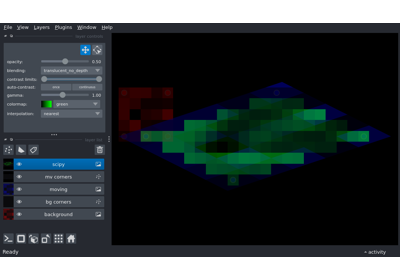 File View Layers Plugins Window Help
opacity: 0.50
blending: translucent_no_depth
contrast limits:
auto-contrast: once continuous
gamma: 1.00
colormap: green
interpolation: nearest
scipy
mv corners
moving
bg corners
background
Ready
activity